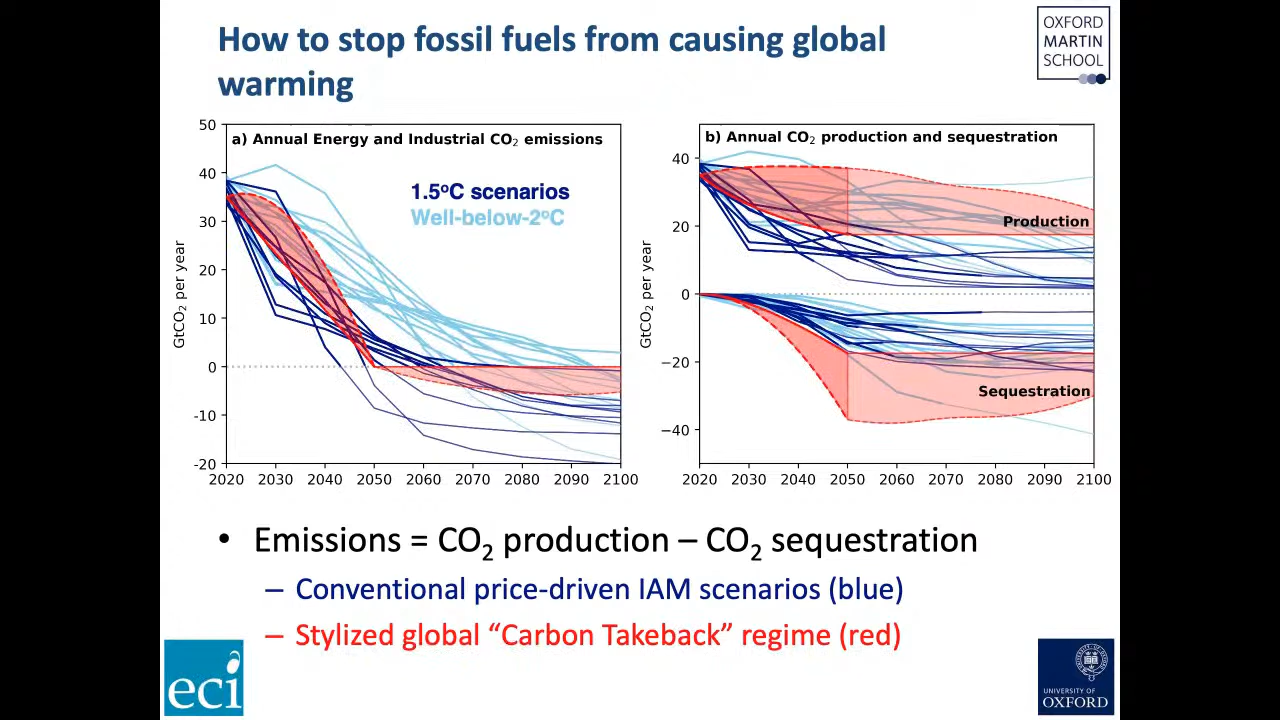 How to stop fossil fuels from causing global
warming
OXFORD
MARTIN
SCHOOL
a) Annual Energy and Industrial CO₂ emissions
1.5°C scenarios
Well-below-2°C
GtCO₂ per year
50
40
30
20
10
0
-10
-20
2020 2030 2040 2050 2060 2070 2080 2090 2100
b) Annual CO₂ production and sequestration
Production
Sequestration
GtCO₂ per year
40
20
0
−20
−40
2020 2030 2040 2050 2060 2070 2080 2090 2100
• Emissions = CO₂ production – CO₂ sequestration
– Conventional price-driven IAM scenarios (blue)
– Stylized global “Carbon Takeback” regime (red)
eci
UNIVERSITY OF
OXFORD